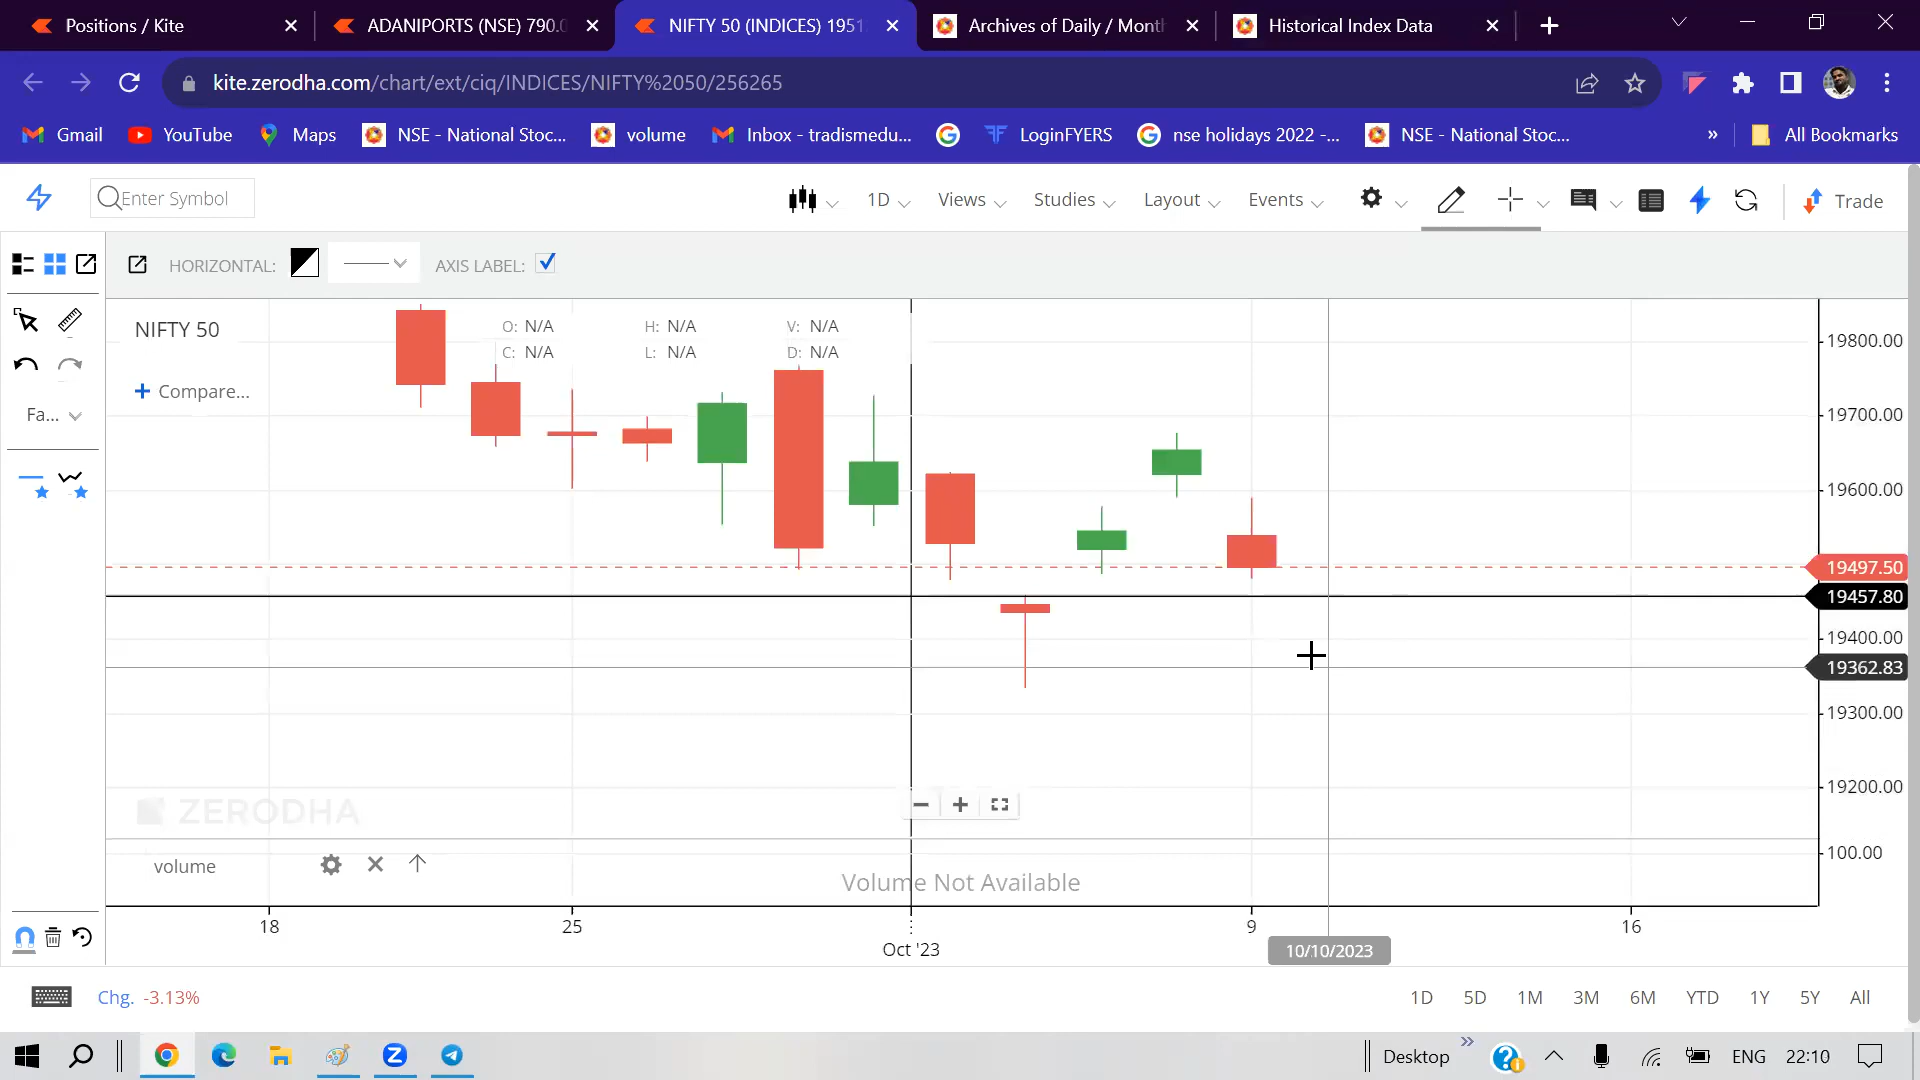 Positions / Kite
ADANIPORTS (NSE) 790.0
NIFTY 50 (INDICES) 1951
Archives of Daily / Month
Historical Index Data
kite.zerodha.com/chart/ext/ciq/INDICES/NIFTY%2050/256265
Gmail
YouTube
Maps
NSE - National Stoc...
volume
Inbox - tradismedu...
LoginFYERS
nse holidays 2022 -...
NSE - National Stoc...
»
All Bookmarks
Enter Symbol
1D
Views
Studies
Layout
Events
Trade
HORIZONTAL:
AXIS LABEL:
NIFTY 50
O: N/A
H: N/A
V: N/A
C: N/A
L: N/A
D: N/A
+ Compare...
Fa...
19800.00
19700.00
19600.00
19497.50
19457.80
19400.00
19362.83
19300.00
19200.00
100.00
ZERODHA
volume
Volume Not Available
18
25
Oct '23
9
10/10/2023
16
Chg. -3.13%
1D
5D
1M
3M
6M
YTD
1Y
5Y
All
Desktop
»
ENG
22:10